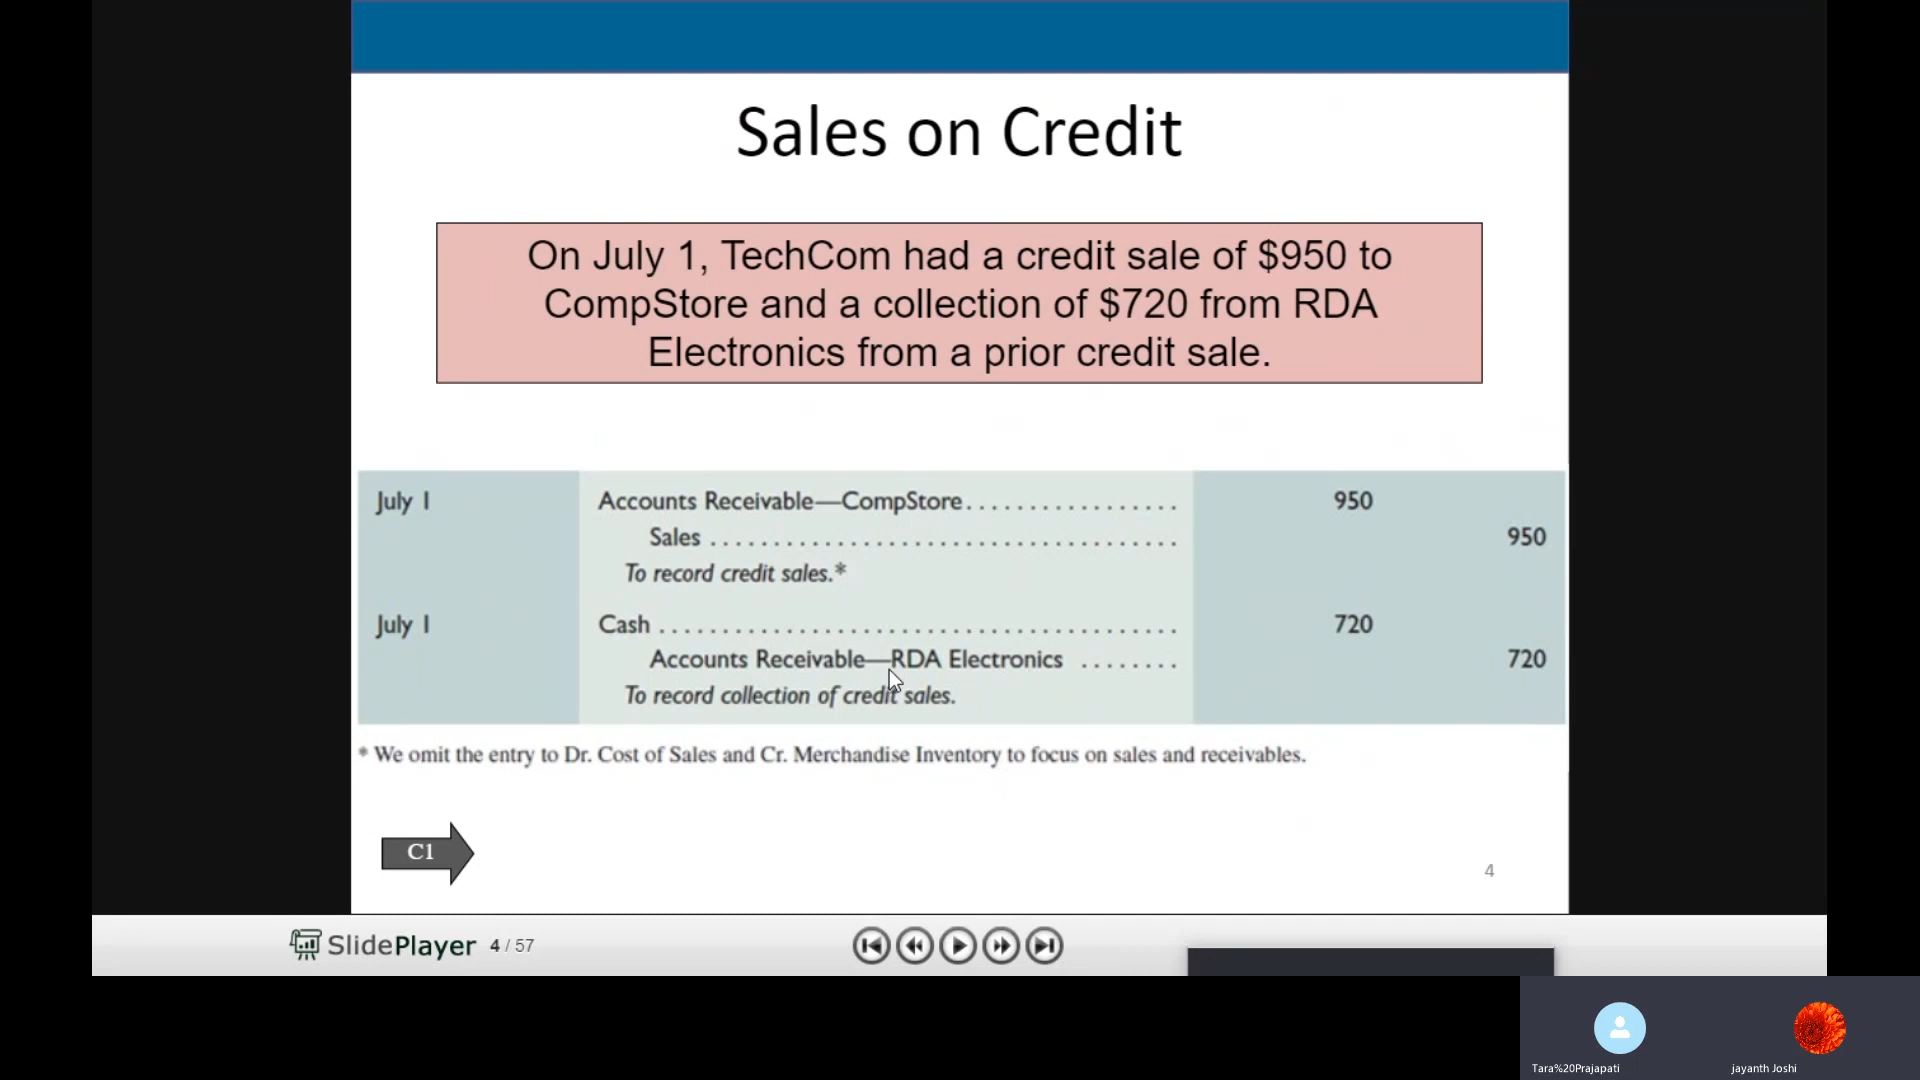 Sales on Credit
On July 1, TechCom had a credit sale of $950 to
CompStore and a collection of $720 from RDA
Electronics from a prior credit sale.
July 1 Accounts Receivable—CompStore................. 950
Sales .................................... 950
To record credit sales.*
July 1 Cash ........................................ 720
Accounts Receivable—RDA Electronics ........ 720
To record collection of credit sales.
* We omit the entry to Dr. Cost of Sales and Cr. Merchandise Inventory to focus on sales and receivables.
C1
4
SlidePlayer 4 / 57
Tara%20Prajapati
jayanth Joshi